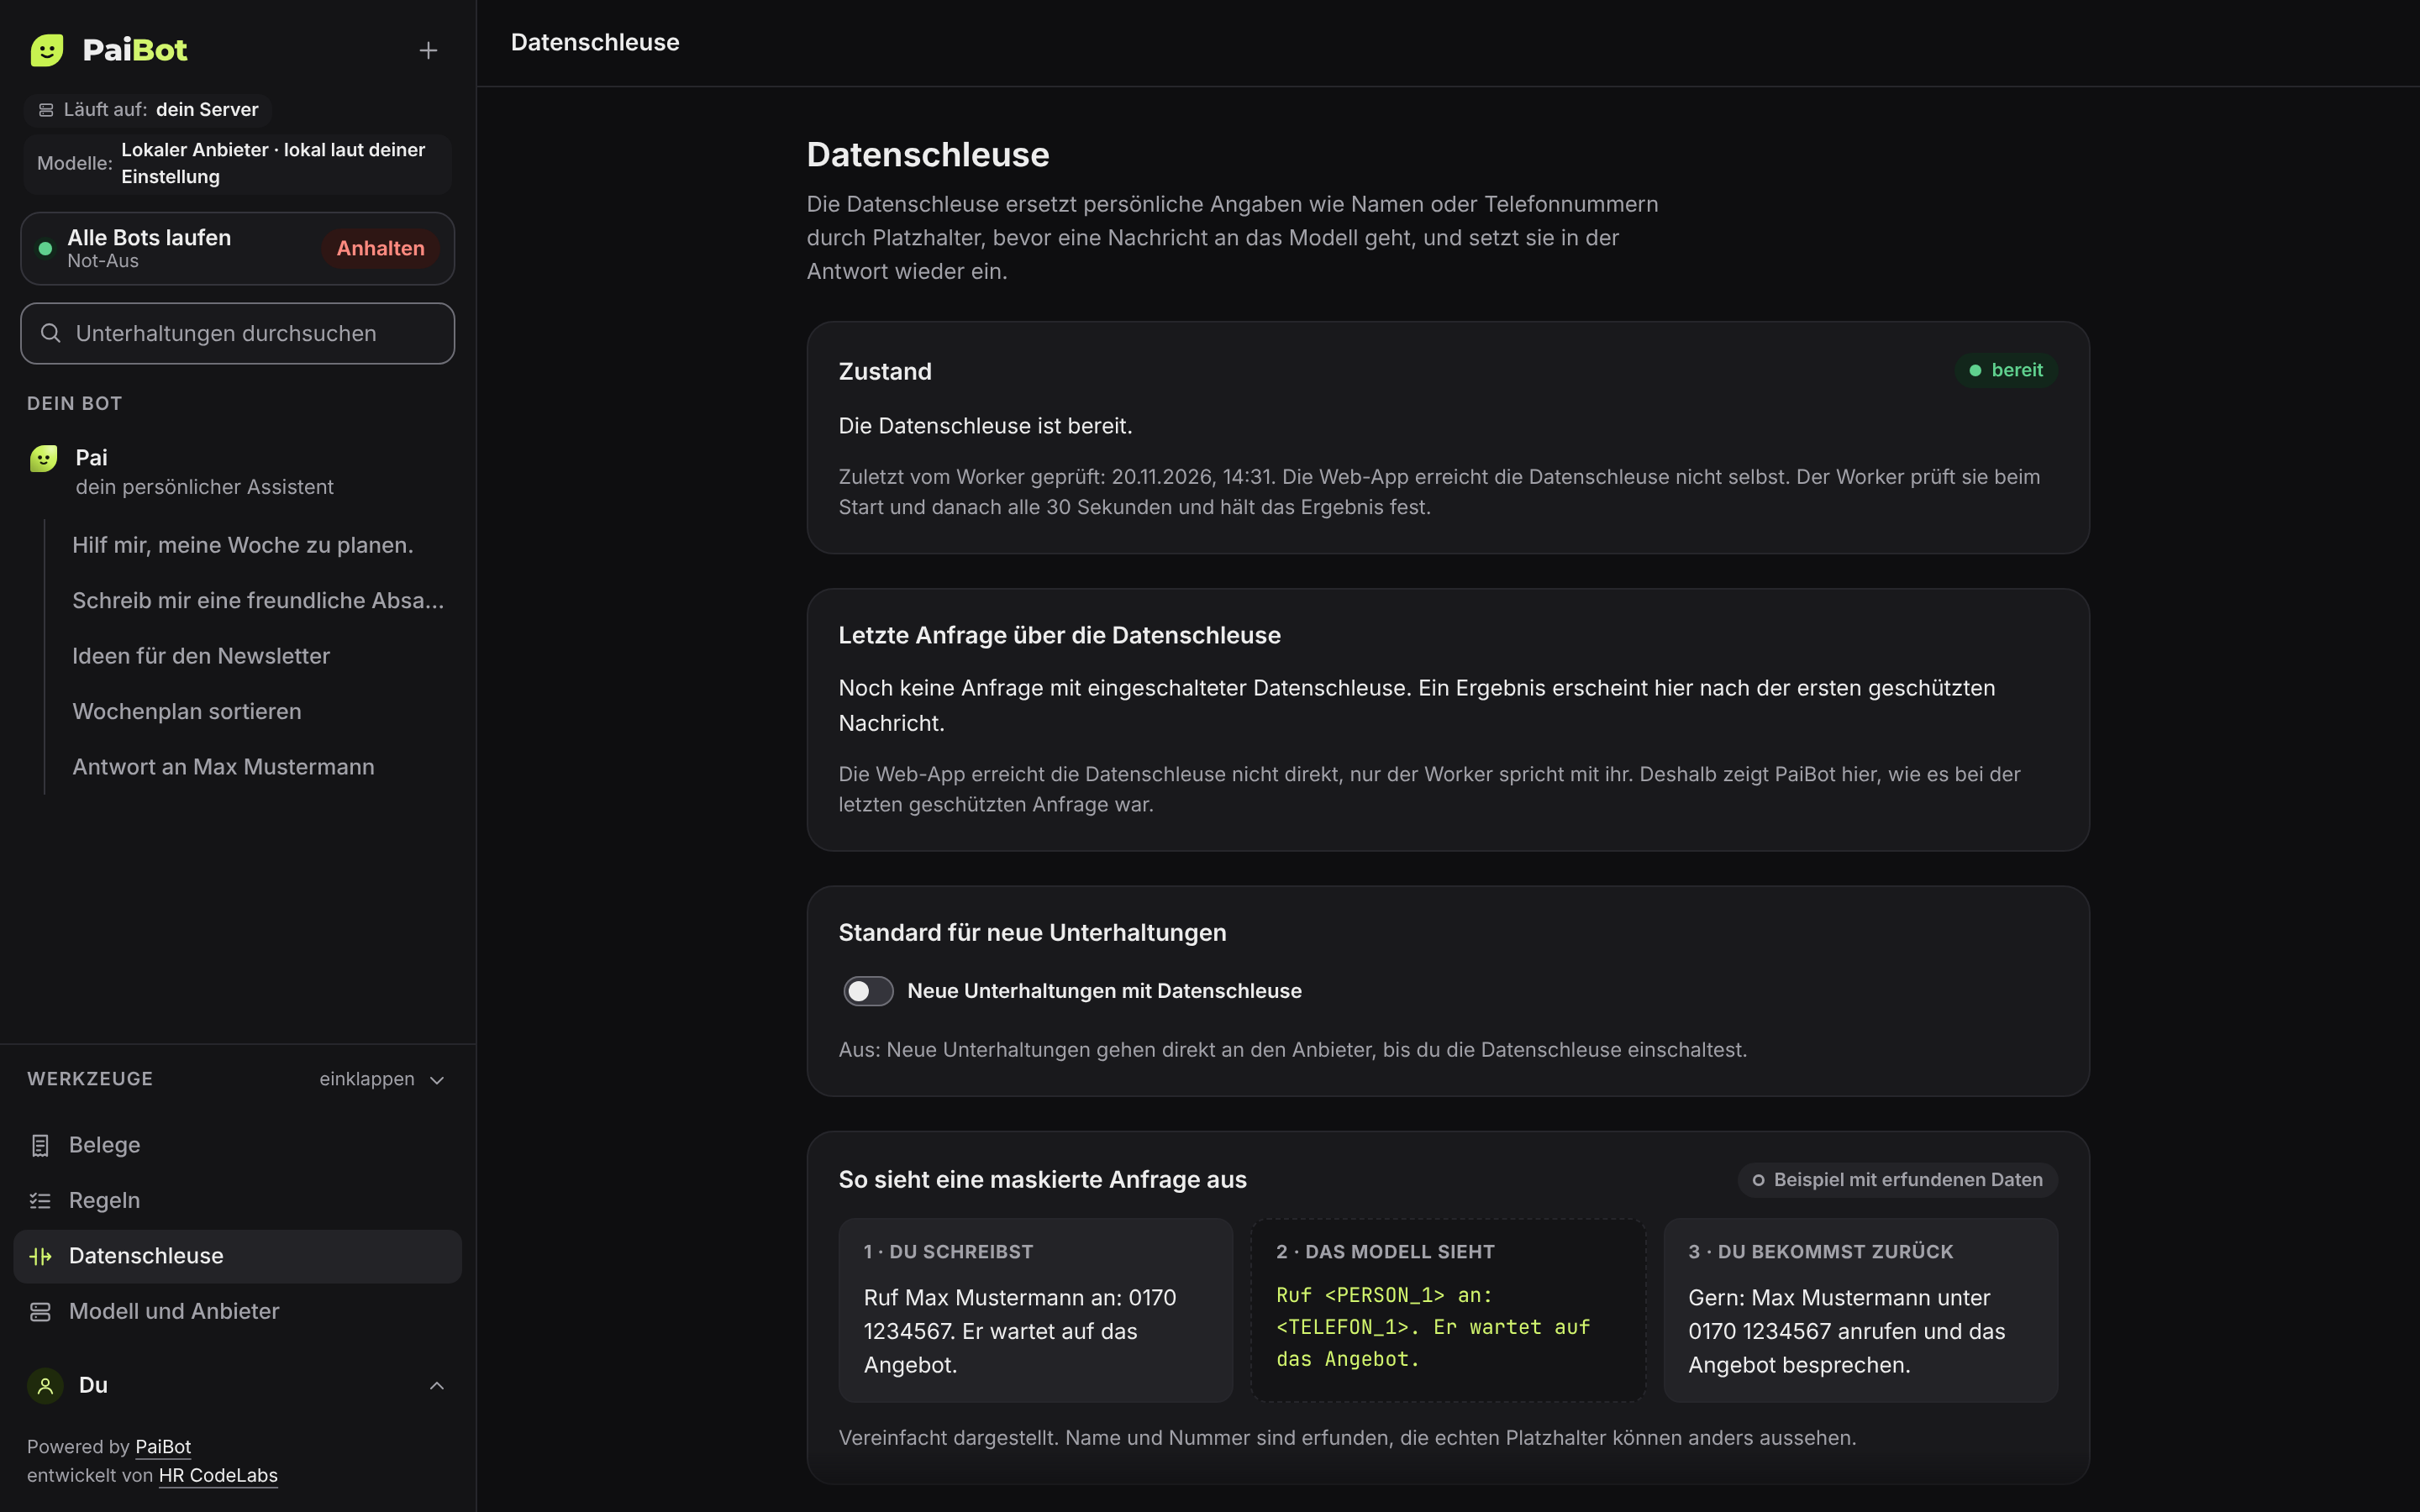 PaiBot
Läuft auf: dein Server
Modelle: Lokaler Anbieter · lokal laut deiner
Einstellung
Alle Bots laufen
Not-Aus
Anhalten
Unterhaltungen durchsuchen
DEIN BOT
Pai
dein persönlicher Assistent
Hilf mir, meine Woche zu planen.
Schreib mir eine freundliche Absa...
Ideen für den Newsletter
Wochenplan sortieren
Antwort an Max Mustermann
WERKZEUGE
einklappen
Belege
Regeln
Datenschleuse
Modell und Anbieter
Du
Powered by PaiBot
entwickelt von HR CodeLabs
Datenschleuse
Datenschleuse
Die Datenschleuse ersetzt persönliche Angaben wie Namen oder Telefonnummern
durch Platzhalter, bevor eine Nachricht an das Modell geht, und setzt sie in der
Antwort wieder ein.
Zustand
bereit
Die Datenschleuse ist bereit.
Zuletzt vom Worker geprüft: 20.11.2026, 14:31. Die Web-App erreicht die Datenschleuse nicht selbst. Der Worker prüft sie beim
Start und danach alle 30 Sekunden und hält das Ergebnis fest.
Letzte Anfrage über die Datenschleuse
Noch keine Anfrage mit eingeschalteter Datenschleuse. Ein Ergebnis erscheint hier nach der ersten geschützten
Nachricht.
Die Web-App erreicht die Datenschleuse nicht direkt, nur der Worker spricht mit ihr. Deshalb zeigt PaiBot hier, wie es bei der
letzten geschützten Anfrage war.
Standard für neue Unterhaltungen
Neue Unterhaltungen mit Datenschleuse
Aus: Neue Unterhaltungen gehen direkt an den Anbieter, bis du die Datenschleuse einschaltest.
So sieht eine maskierte Anfrage aus
Beispiel mit erfundenen Daten
1 · DU SCHREIBST
Ruf Max Mustermann an: 0170
1234567. Er wartet auf das
Angebot.
2 · DAS MODELL SIEHT
Ruf <PERSON_1> an:
<TELEFON_1>. Er wartet auf
das Angebot.
3 · DU BEKOMMST ZURÜCK
Gern: Max Mustermann unter
0170 1234567 anrufen und das
Angebot besprechen.
Vereinfacht dargestellt. Name und Nummer sind erfunden, die echten Platzhalter können anders aussehen.